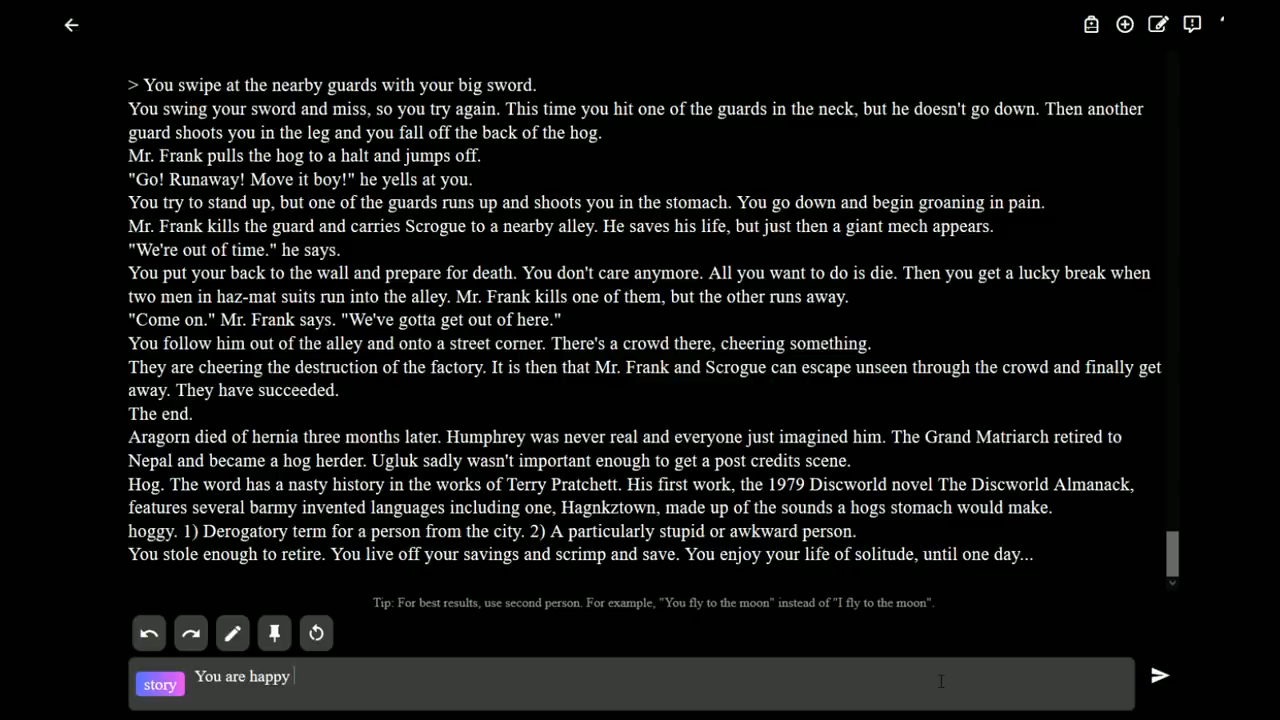 > You swipe at the nearby guards with your big sword.
You swing your sword and miss, so you try again. This time you hit one of the guards in the neck, but he doesn't go down. Then another
guard shoots you in the leg and you fall off the back of the hog.
Mr. Frank pulls the hog to a halt and jumps off.
"Go! Runaway! Move it boy!" he yells at you.
You try to stand up, but one of the guards runs up and shoots you in the stomach. You go down and begin groaning in pain.
Mr. Frank kills the guard and carries Scrogue to a nearby alley. He saves his life, but just then a giant mech appears.
"We're out of time." he says.
You put your back to the wall and prepare for death. You don't care anymore. All you want to do is die. Then you get a lucky break when
two men in haz-mat suits run into the alley. Mr. Frank kills one of them, but the other runs away.
"Come on." Mr. Frank says. "We've gotta get out of here."
You follow him out of the alley and onto a street corner. There's a crowd there, cheering something.
They are cheering the destruction of the factory. It is then that Mr. Frank and Scrogue can escape unseen through the crowd and finally get
away. They have succeeded.
The end.
Aragorn died of hernia three months later. Humphrey was never real and everyone just imagined him. The Grand Matriarch retired to
Nepal and became a hog herder. Ugluk sadly wasn't important enough to get a post credits scene.
Hog. The word has a nasty history in the works of Terry Pratchett. His first work, the 1979 Discworld novel The Discworld Almanack,
features several barmy invented languages including one, Hagnkztown, made up of the sounds a hogs stomach would make.
hoggy. 1) Derogatory term for a person from the city. 2) A particularly stupid or awkward person.
You stole enough to retire. You live off your savings and scrimp and save. You enjoy your life of solitude, until one day...
Tip: For best results, use second person. For example, "You fly to the moon" instead of "I fly to the moon".
story You are happy